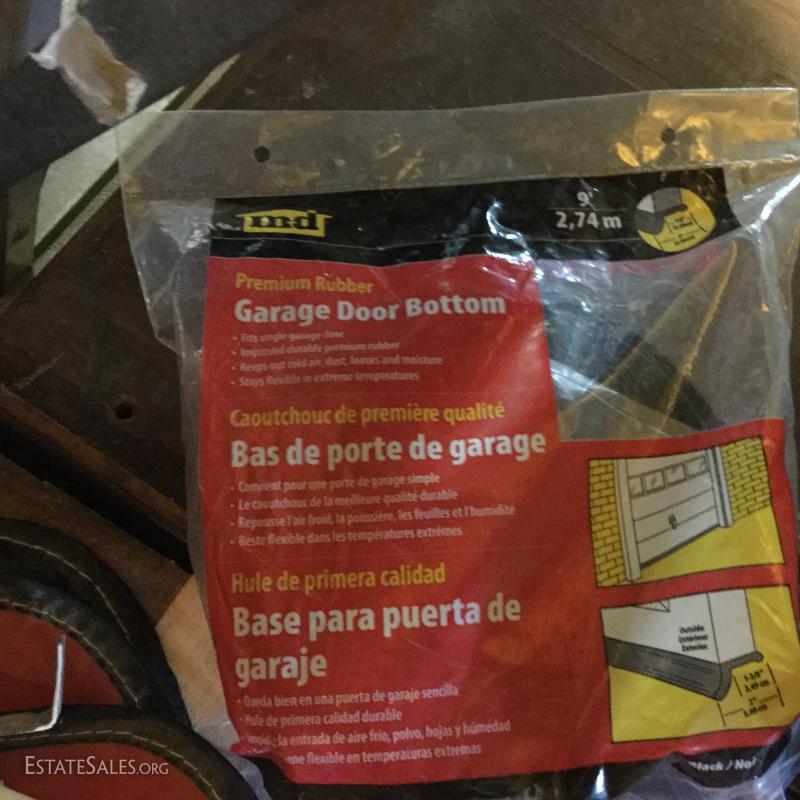 m-d
9'
2,74 m
Premium Rubber
Garage Door Bottom
• Fits single garage door
• Improved durable premium rubber
• Keeps out cold air, dust, leaves and moisture
• Stays flexible in extreme temperatures
Caoutchouc de première qualité
Bas de porte de garage
• Convient pour une porte de garage simple
• Le caoutchouc de la meilleure qualité durable
• Repousse l'air froid, la poussière, les feuilles et l'humidité
• Reste flexible dans les températures extrêmes
Hule de primera calidad
Base para puerta de
garaje
• Queda bien en una puerta de garaje sencilla
• Hule de primera calidad durable
la entrada de aire frío, polvo, hojas y humedad
ene flexible en temperaturas extremas
Outside
Extérieur
Exterior
2"
Black / Noi
EstateSales.org